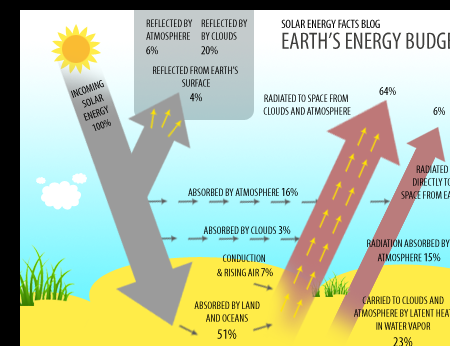 REFLECTED BY
ATMOSPHERE
6%
REFLECTED BY
BY CLOUDS
20%
REFLECTED FROM EARTH'S
SURFACE
4%
SOLAR ENERGY FACTS BLOG
EARTH'S ENERGY BUDGE
INCOMING
SOLAR
ENERGY
100%
RADIATED TO SPACE FROM
CLOUDS AND ATMOSPHERE
64%
6%
RADIATED
DIRECTLY TO
SPACE FROM EA
ABSORBED BY ATMOSPHERE 16%
ABSORBED BY CLOUDS 3%
CONDUCTION
& RISING AIR 7%
RADIATION ABSORBED BY
ATMOSPHERE 15%
ABSORBED BY LAND
AND OCEANS
51%
CARRIED TO CLOUDS AND
ATMOSPHERE BY LATENT HEAT
IN WATER VAPOR
23%